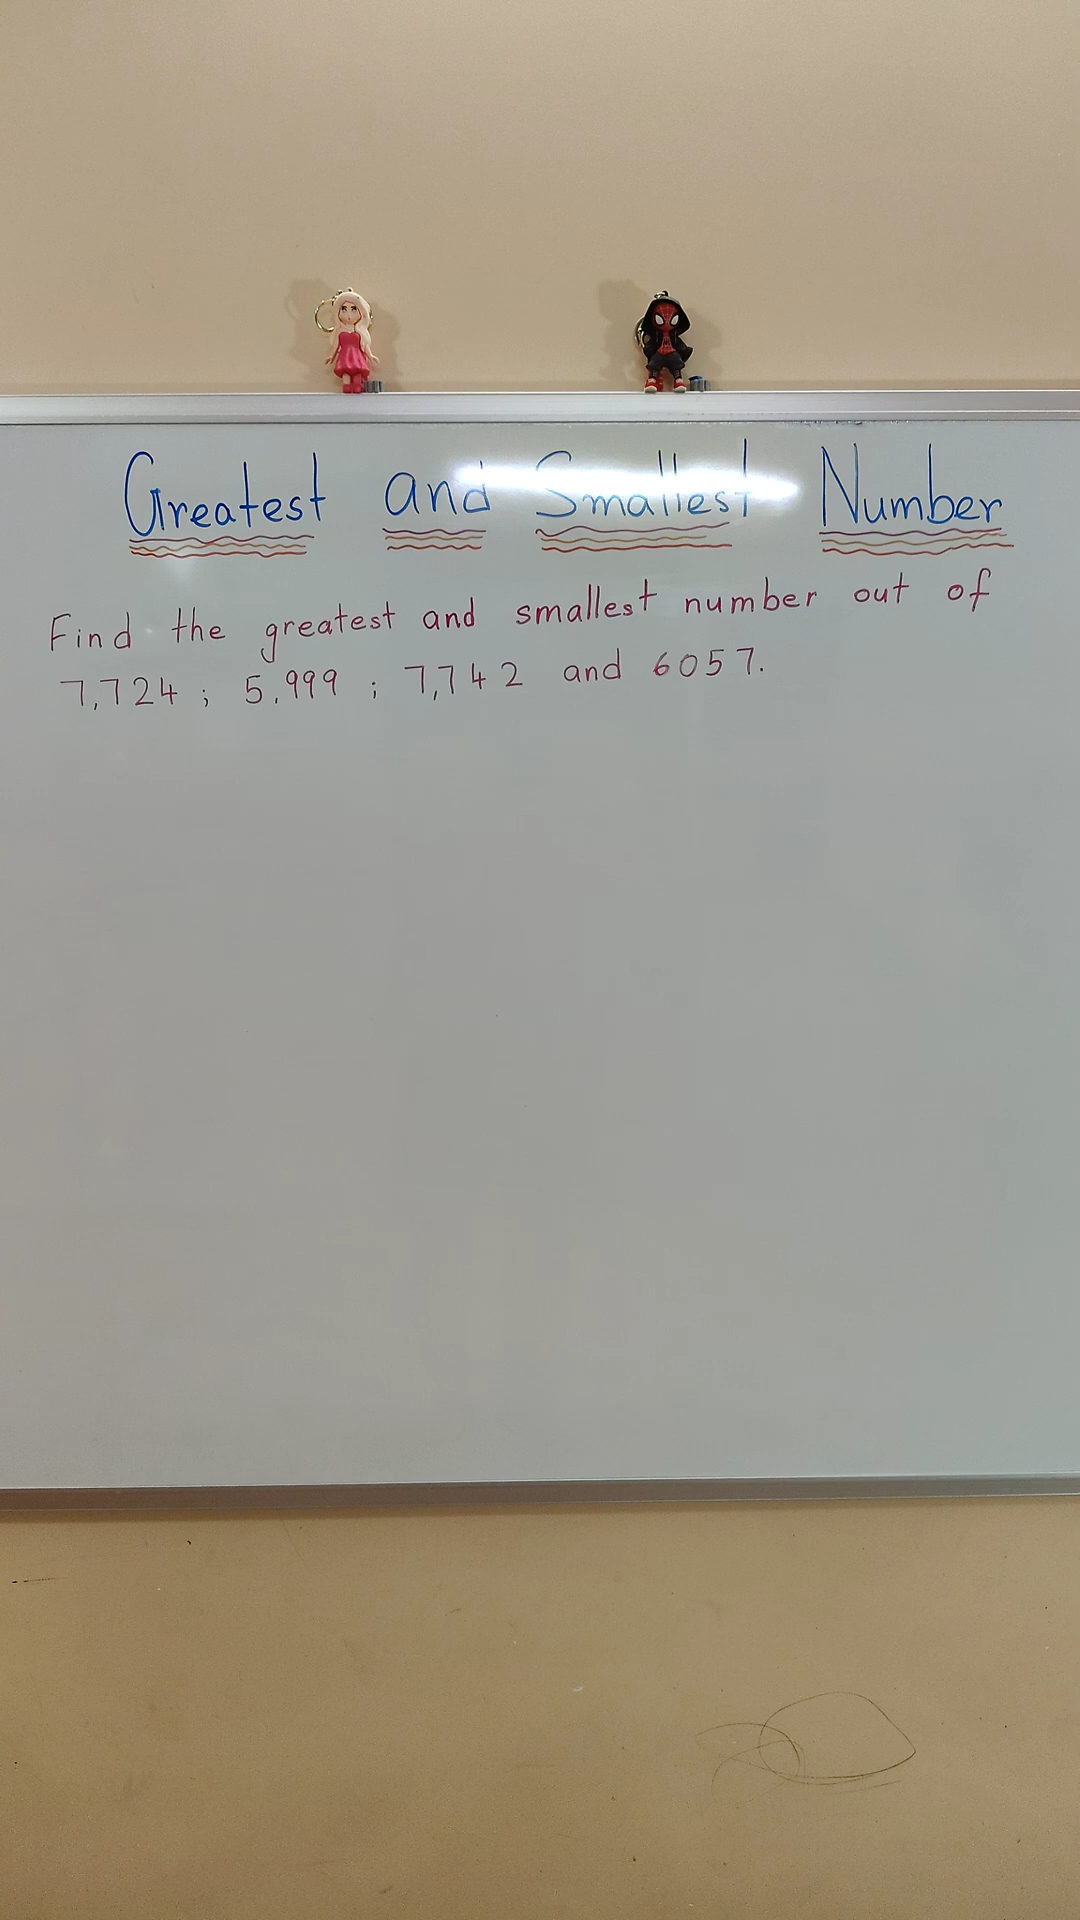 Greatest and Smallest Number
Find the greatest and smallest number out of
7,724 ; 5,999 ; 7,742 and 6057.